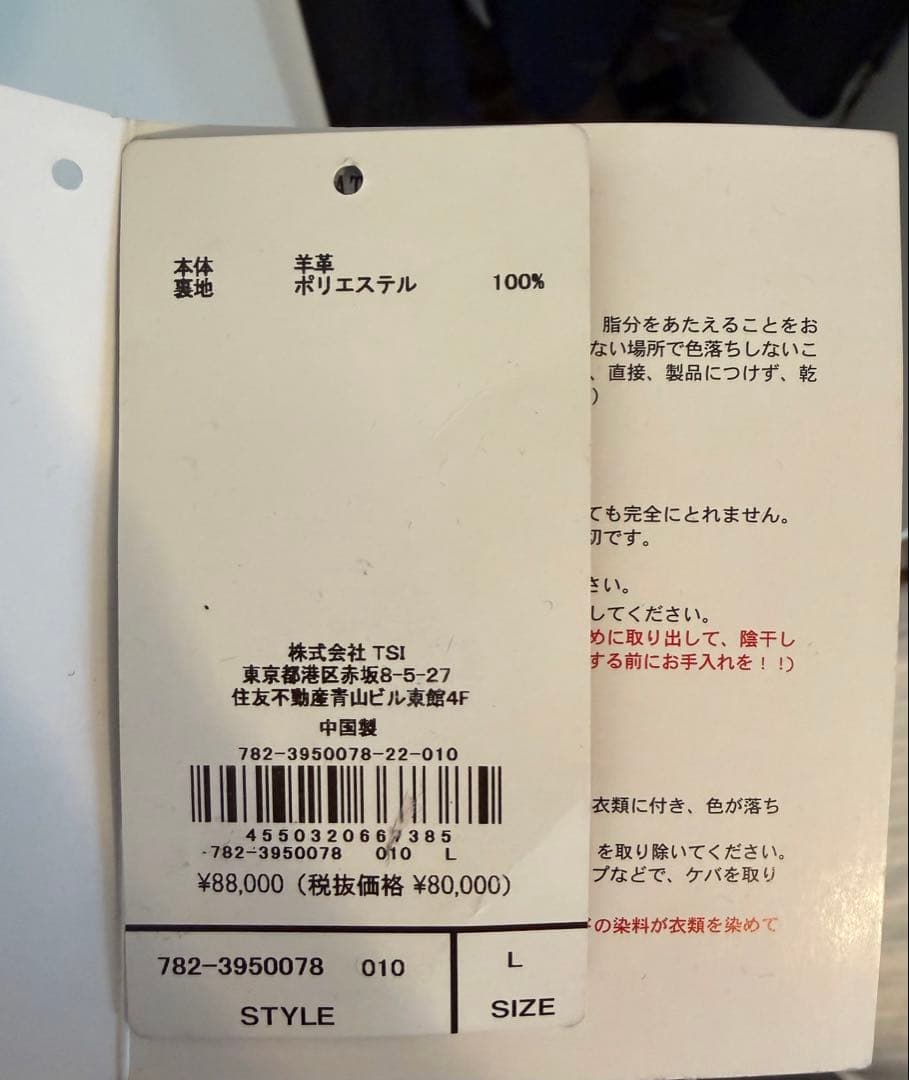 本体 羊革
裏地 ポリエステル 100%
株式会社 TSI
東京都港区赤坂8-5-27
住友不動産青山ビル東館4F
中国製
782-3950078-22-010
4550320667385
-782-3950078 010 L
¥88,000(税抜価格 ¥80,000)
782-3950078 010
STYLE
L
SIZE
脂分をあたえることをお
ない場所で色落ちしないこ
、直接、製品につけず、乾
)
ても完全にとれません。
切です。
さい。
してください。
めに取り出して、陰干し
する前にお手入れを!!)
衣類に付き、色が落ち
を取り除いてください。
プなどで、ケバを取り
の染料が衣類を染めて